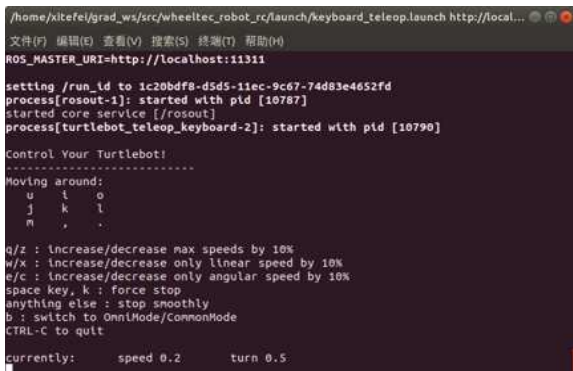 /home/xitefei/grad_ws/src/wheeltec_robot_rc/launch/keyboard_teleop.launch http://local...
文件(F) 编辑(E) 查看(V) 搜索(S) 终端(T) 帮助(H)
ROS_MASTER_URI=http://localhost:11311
setting /run_id to 1c20bdf8-d5d5-11ec-9c67-74d83e4652fd
process[rosout-1]: started with pid [10787]
started core service [/rosout]
process[turtlebot_teleop_keyboard-2]: started with pid [10790]
Control Your Turtlebot!
---------------------------
Moving around:
u i o
j k l
m , .
q/z : increase/decrease max speeds by 10%
w/x : increase/decrease only linear speed by 10%
e/c : increase/decrease only angular speed by 10%
space key, k : force stop
anything else : stop smoothly
b : switch to OmniMode/CommonMode
CTRL-C to quit
currently: speed 0.2 turn 0.5